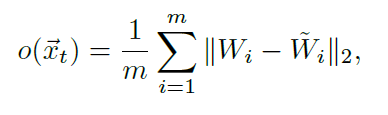 o(\vec{x}_t) = \frac{1}{m} \sum_{i=1}^{m} \|W_i - \tilde{W}_i\|_2,